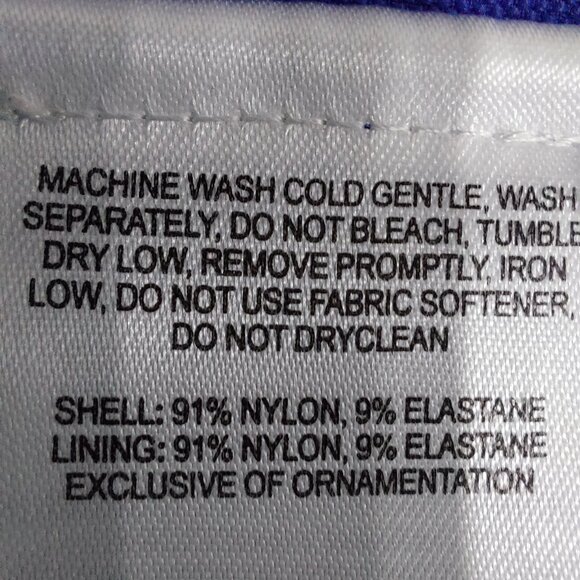 MACHINE WASH COLD GENTLE, WASH
SEPARATELY, DO NOT BLEACH, TUMBLE
DRY LOW, REMOVE PROMPTLY, IRON
LOW, DO NOT USE FABRIC SOFTENER,
DO NOT DRYCLEAN
SHELL: 91% NYLON, 9% ELASTANE
LINING: 91% NYLON, 9% ELASTANE
EXCLUSIVE OF ORNAMENTATION